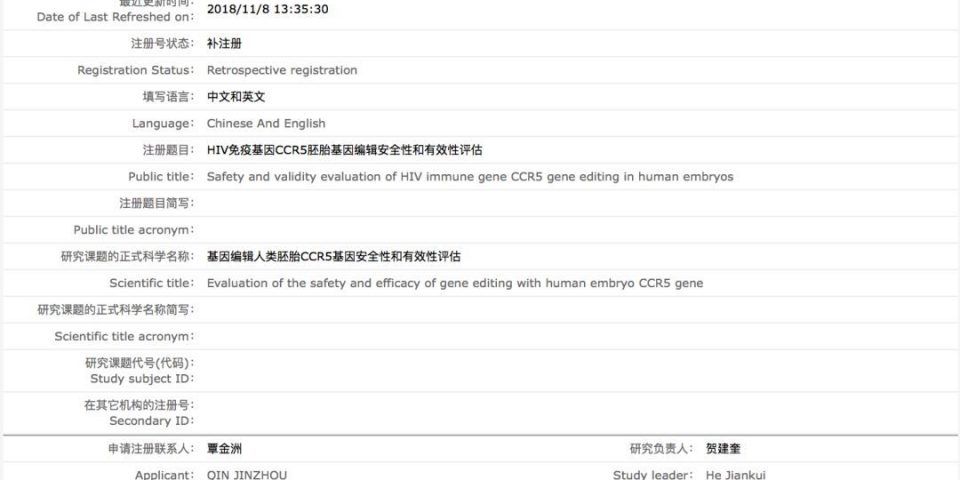 最近更新时间:
Date of Last Refreshed on: 2018/11/8 13:35:30
注册号状态: 补注册
Registration Status: Retrospective registration
填写语言: 中文和英文
Language: Chinese And English
注册题目: HIV免疫基因CCR5胚胎基因编辑安全性和有效性评估
Public title: Safety and validity evaluation of HIV immune gene CCR5 gene editing in human embryos
注册题目简写:
Public title acronym:
研究课题的正式科学名称: 基因编辑人类胚胎CCR5基因安全性和有效性评估
Scientific title: Evaluation of the safety and efficacy of gene editing with human embryo CCR5 gene
研究课题的正式科学名称简写:
Scientific title acronym:
研究课题代号(代码):
Study subject ID:
在其它机构的注册号:
Secondary ID:
申请注册联系人: 覃金洲 研究负责人: 贺建奎
Applicant: QIN JINZHOU Study leader: He Jiankui